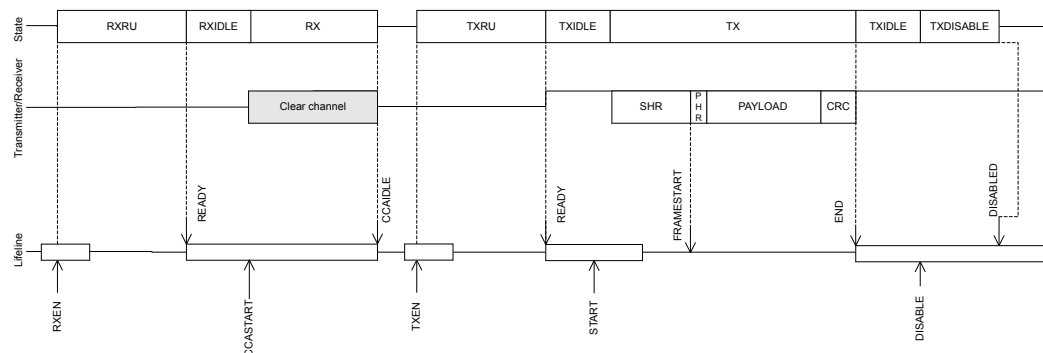 State
RXRU
RXIDLE
RX
TXRU
TXIDLE
TX
TXIDLE
TXDISABLE
Transmitter/Receiver
Clear channel
SHR
PHR
PAYLOAD
CRC
READY
CCAIDLE
READY
FRAMESTART
END
DISABLED
Lifeline
RXEN
CCASTART
TXEN
START
DISABLE